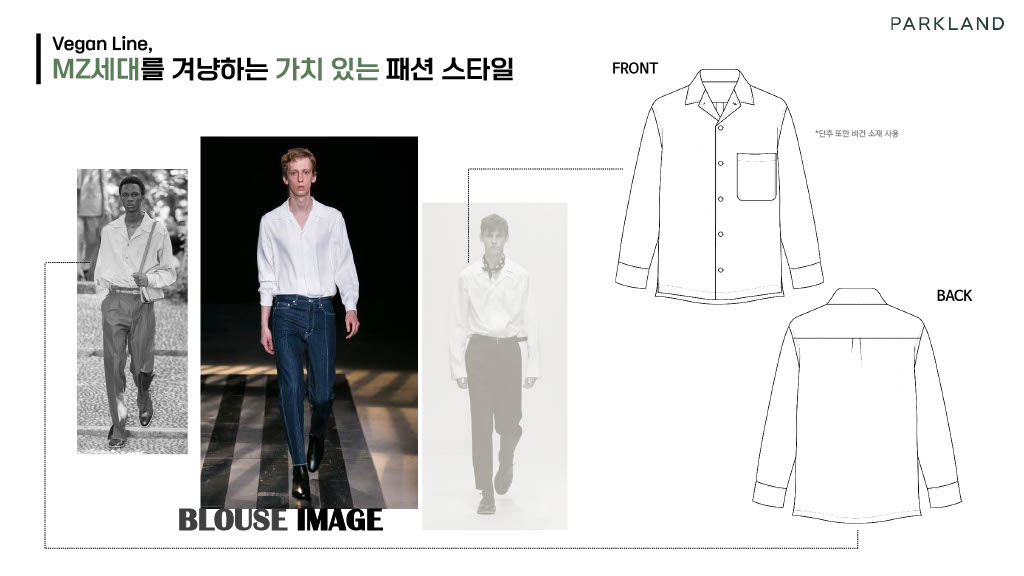 PARKLAND
Vegan Line,
MZ세대를 겨냥하는 가치 있는 패션 스타일
FRONT
*단추 또한 비건 소재 사용
BACK
BLOUSE IMAGE